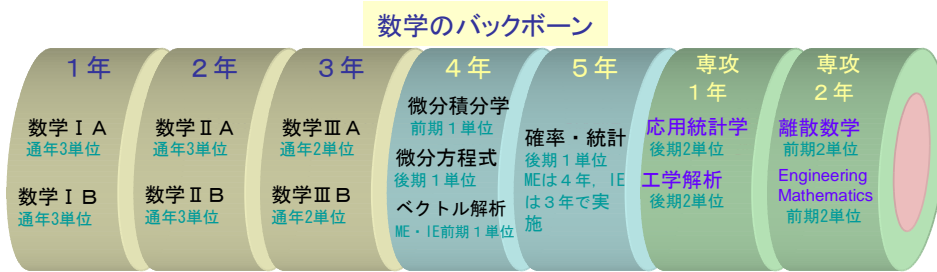 数学のバックボーン
１年
数学ⅠＡ
通年3単位
数学ⅠＢ
通年3単位
２年
数学ⅡＡ
通年3単位
数学ⅡＢ
通年3単位
３年
数学ⅢＡ
通年2単位
数学ⅢＢ
通年2単位
４年
微分積分学
前期１単位
微分方程式
後期１単位
ベクトル解析
ME・IE前期１単位
５年
確率・統計
後期１単位
MEは４年，IE
は３年で実
施
専攻
１年
応用統計学
後期2単位
工学解析
後期2単位
専攻
２年
離散数学
前期2単位
Engineering
Mathematics
前期2単位